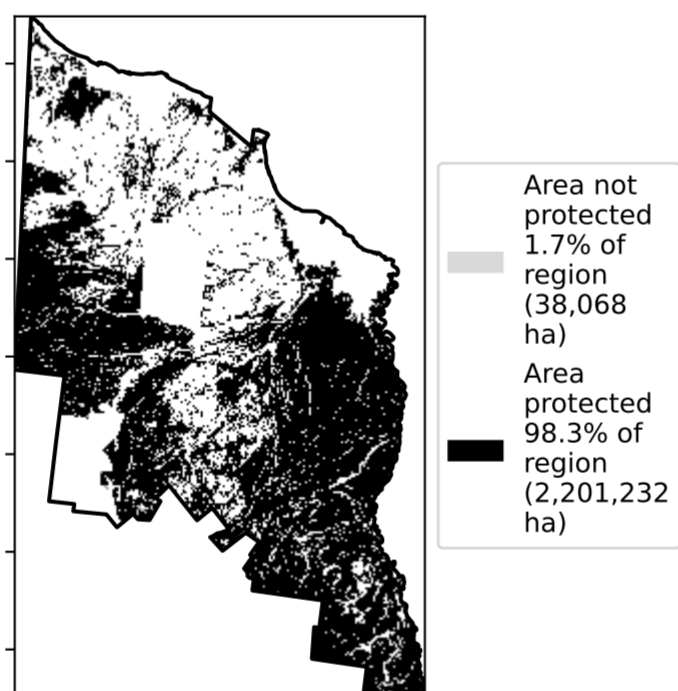 Area not
protected
1.7% of
region
(38,068
ha)
Area
protected
98.3% of
region
(2,201,232
ha)